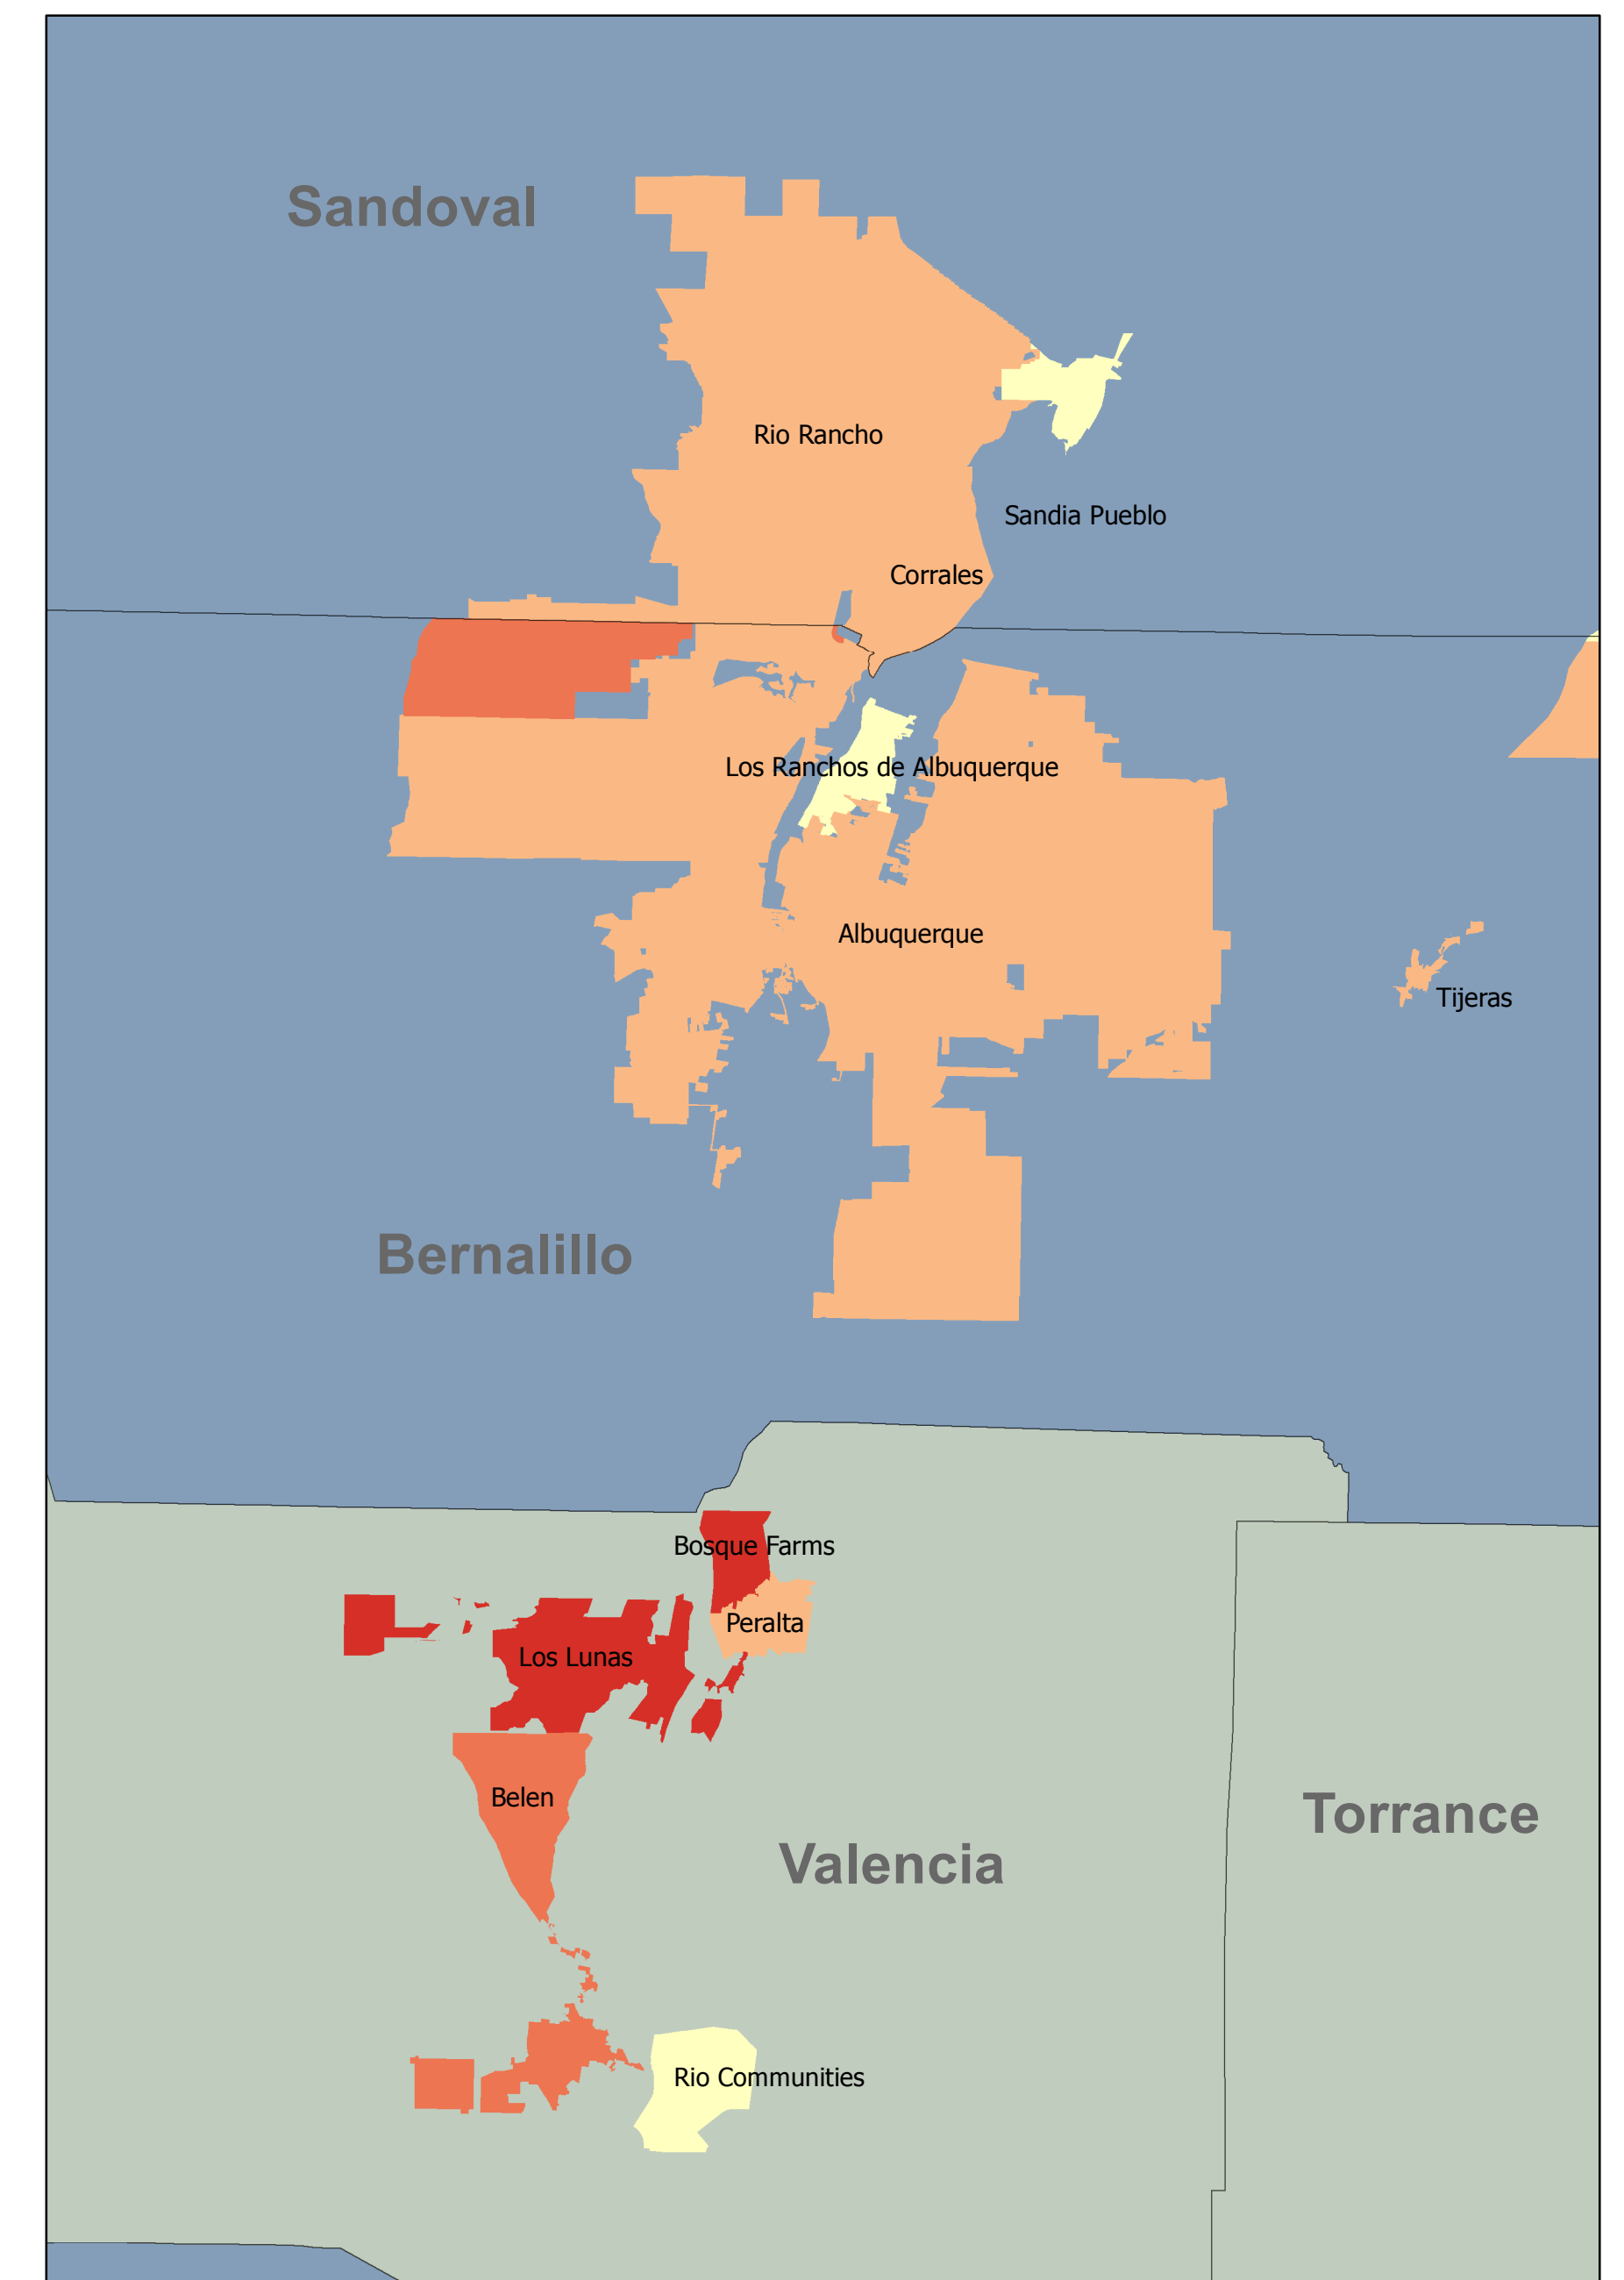 Sandoval
Rio Rancho
Sandia Pueblo
Corrales
Los Ranchos de Albuquerque
Albuquerque
Tijeras
Bernalillo
Bosque Farms
Peralta
Los Lunas
Belen
Torrance
Valencia
Rio Communities